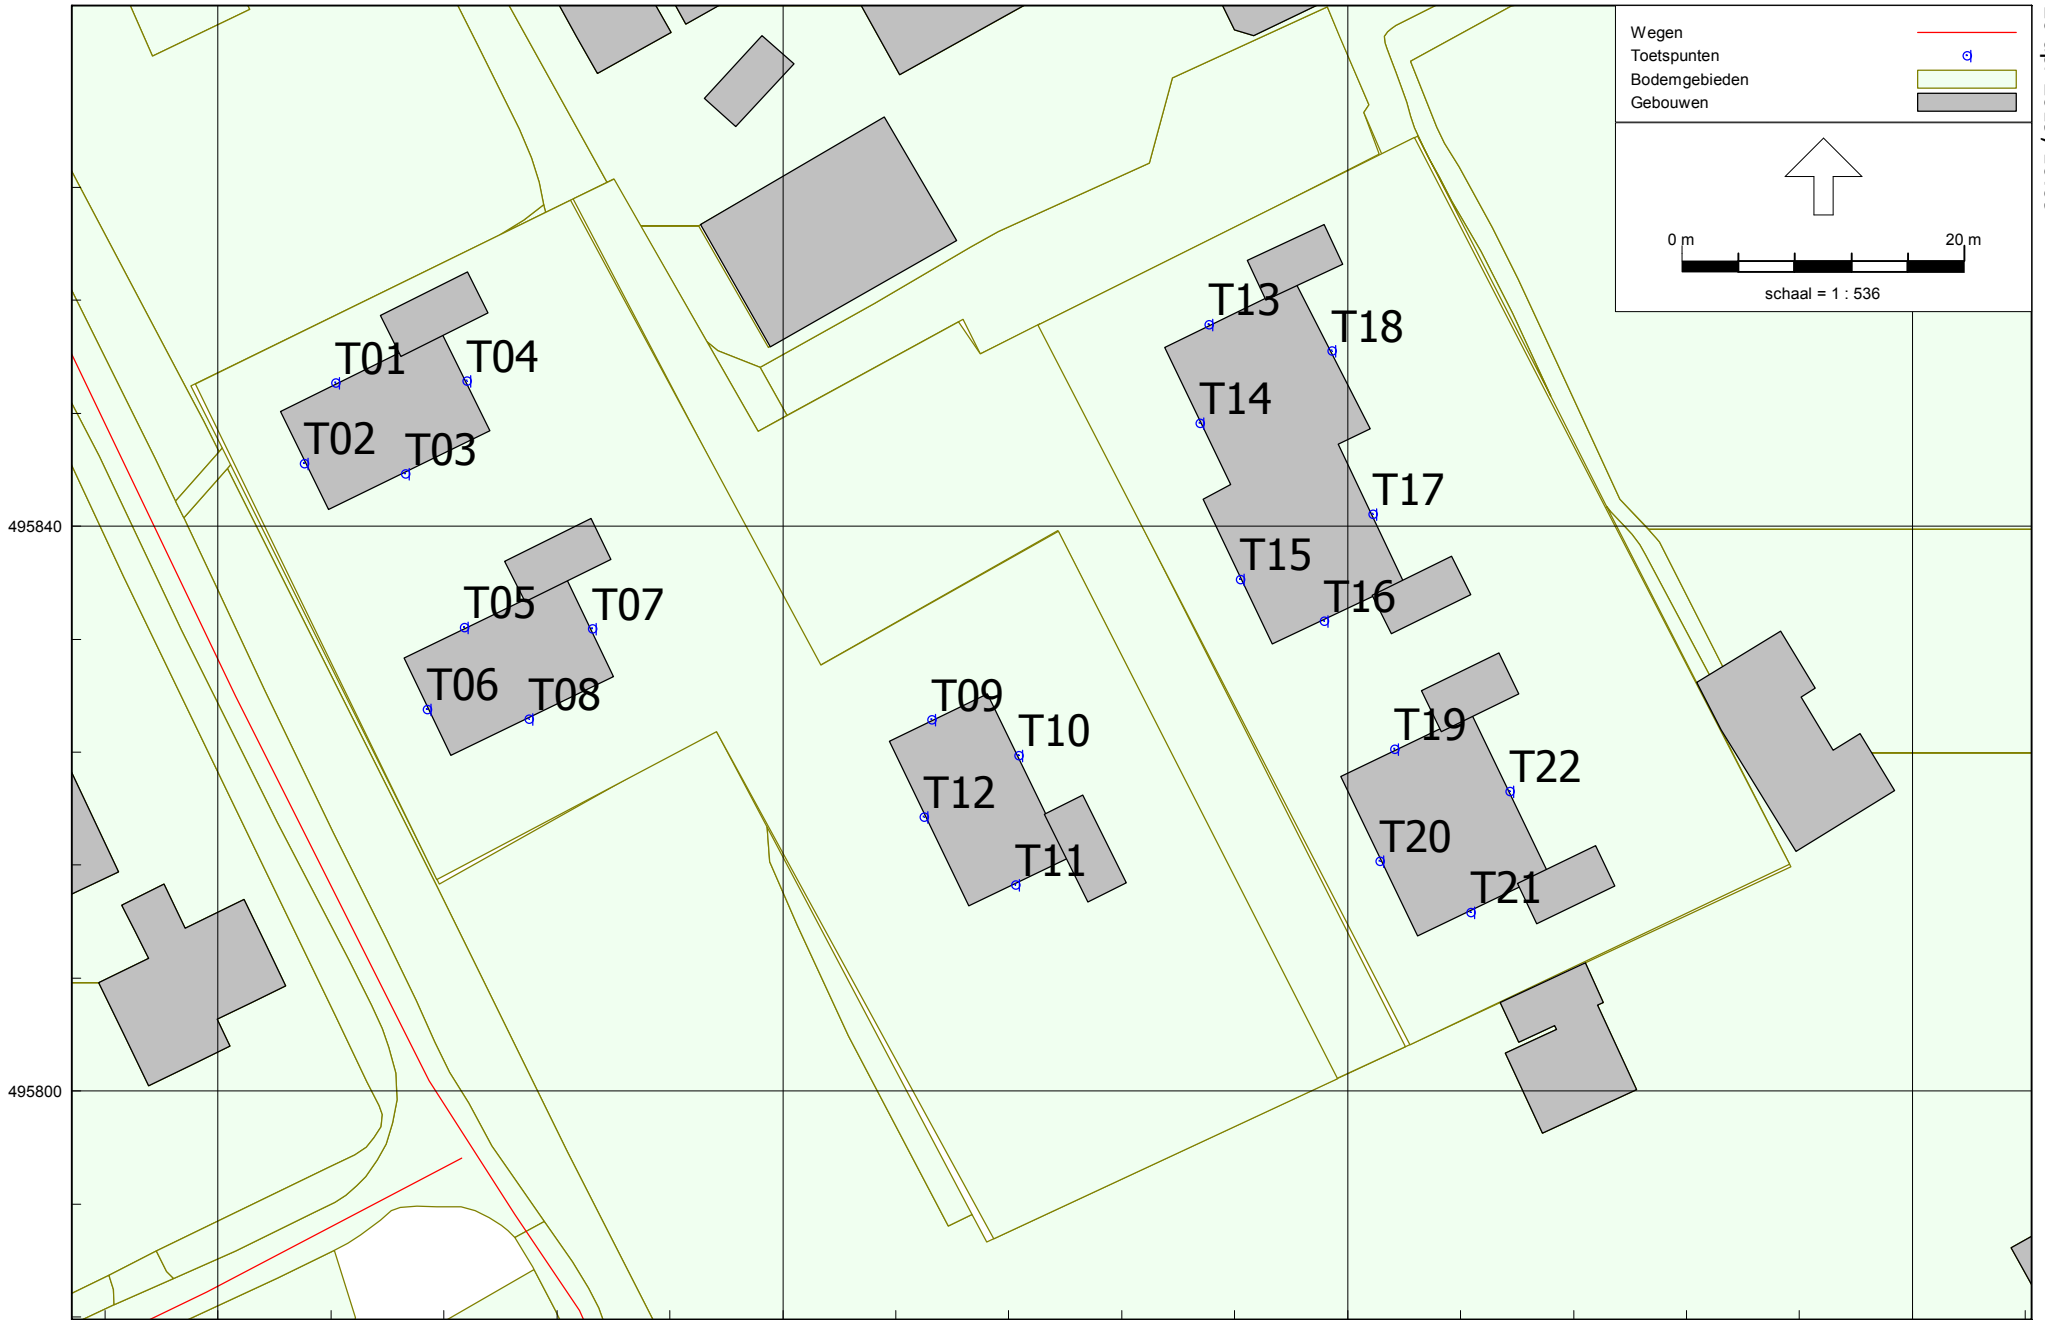 Wegen
Toetspunten
Bodemgebieden
Gebouwen
0 m 20 m
schaal = 1 : 536
T01
T04
T02
T03
T13
T18
T14
T17
495840
T15
T16
T05
T07
T06
T08
T09
T10
T12
T11
T19
T22
T20
T21
495800